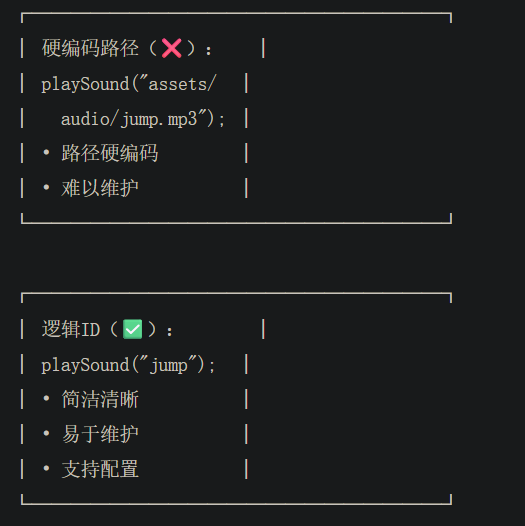 硬编码路径（❌）：
playSound("assets/
audio/jump.mp3");
• 路径硬编码
• 难以维护
逻辑ID（✅）：
playSound("jump");
• 简洁清晰
• 易于维护
• 支持配置